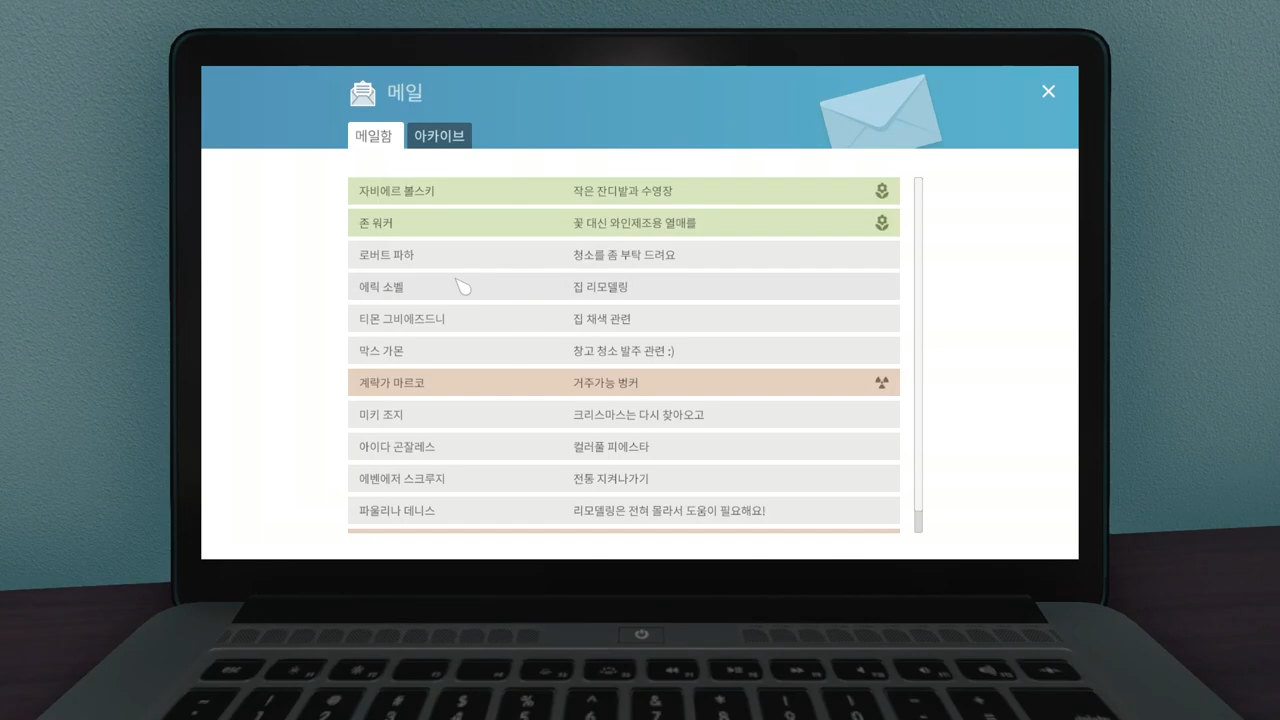 메일
메일함 아카이브
자비에르 볼스키 작은 잔디밭과 수영장
존 워커 꽃 대신 와인제조용 열매를
로버트 파하 청소를 좀 부탁 드려요
에릭 소벨 집 리모델링
티몬 그비에즈드니 집 채색 관련
막스 가몬 창고 청소 발주 관련 :)
계략가 마르코 거주가능 벙커
미키 조지 크리스마스는 다시 찾아오고
아이다 곤잘레스 컬러풀 피에스타
에벤에저 스크루지 전통 지켜나가기
파울리나 데니스 리모델링은 전혀 몰라서 도움이 필요해요!